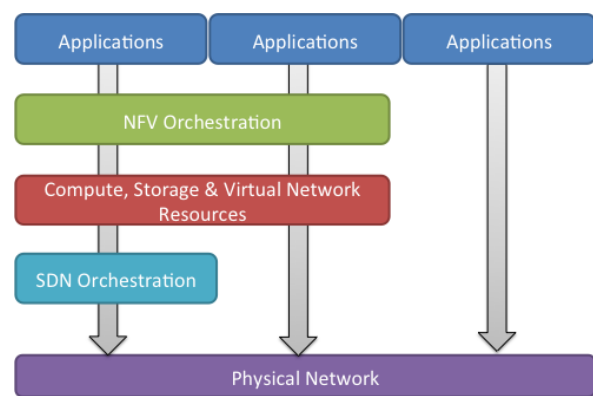 Applications
Applications
Applications
NFV Orchestration
Compute, Storage & Virtual Network
Resources
SDN Orchestration
Physical Network